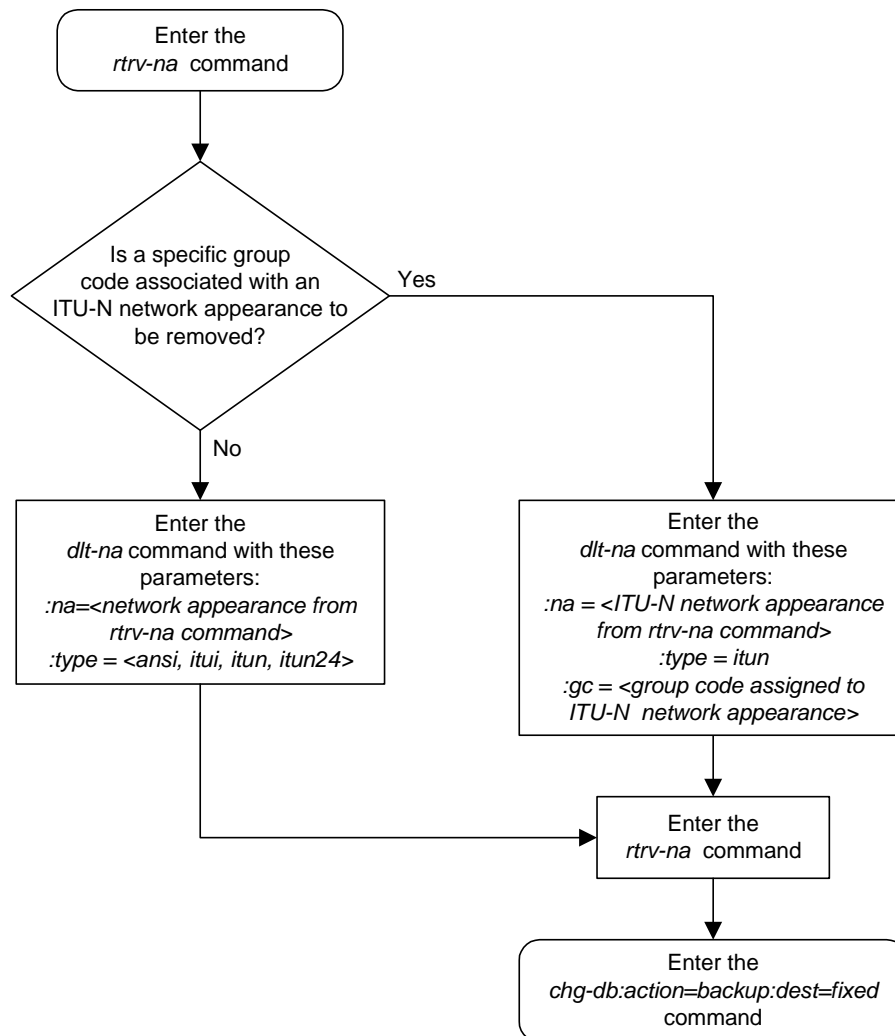 Enter the
rtrv-na command
Is a specific group
code associated with an
ITU-N network appearance to
be removed?
Yes
No
Enter the
dlt-na command with these
parameters:
:na=<network appearance from
rtrv-na command>
:type = <ansi, itui, itun, itun24>
Enter the
dlt-na command with these
parameters:
:na = <ITU-N network appearance
from rtrv-na command>
:type = itun
:gc = <group code assigned to
ITU-N network appearance>
Enter the
rtrv-na command
Enter the
chg-db:action=backup:dest=fixed
command